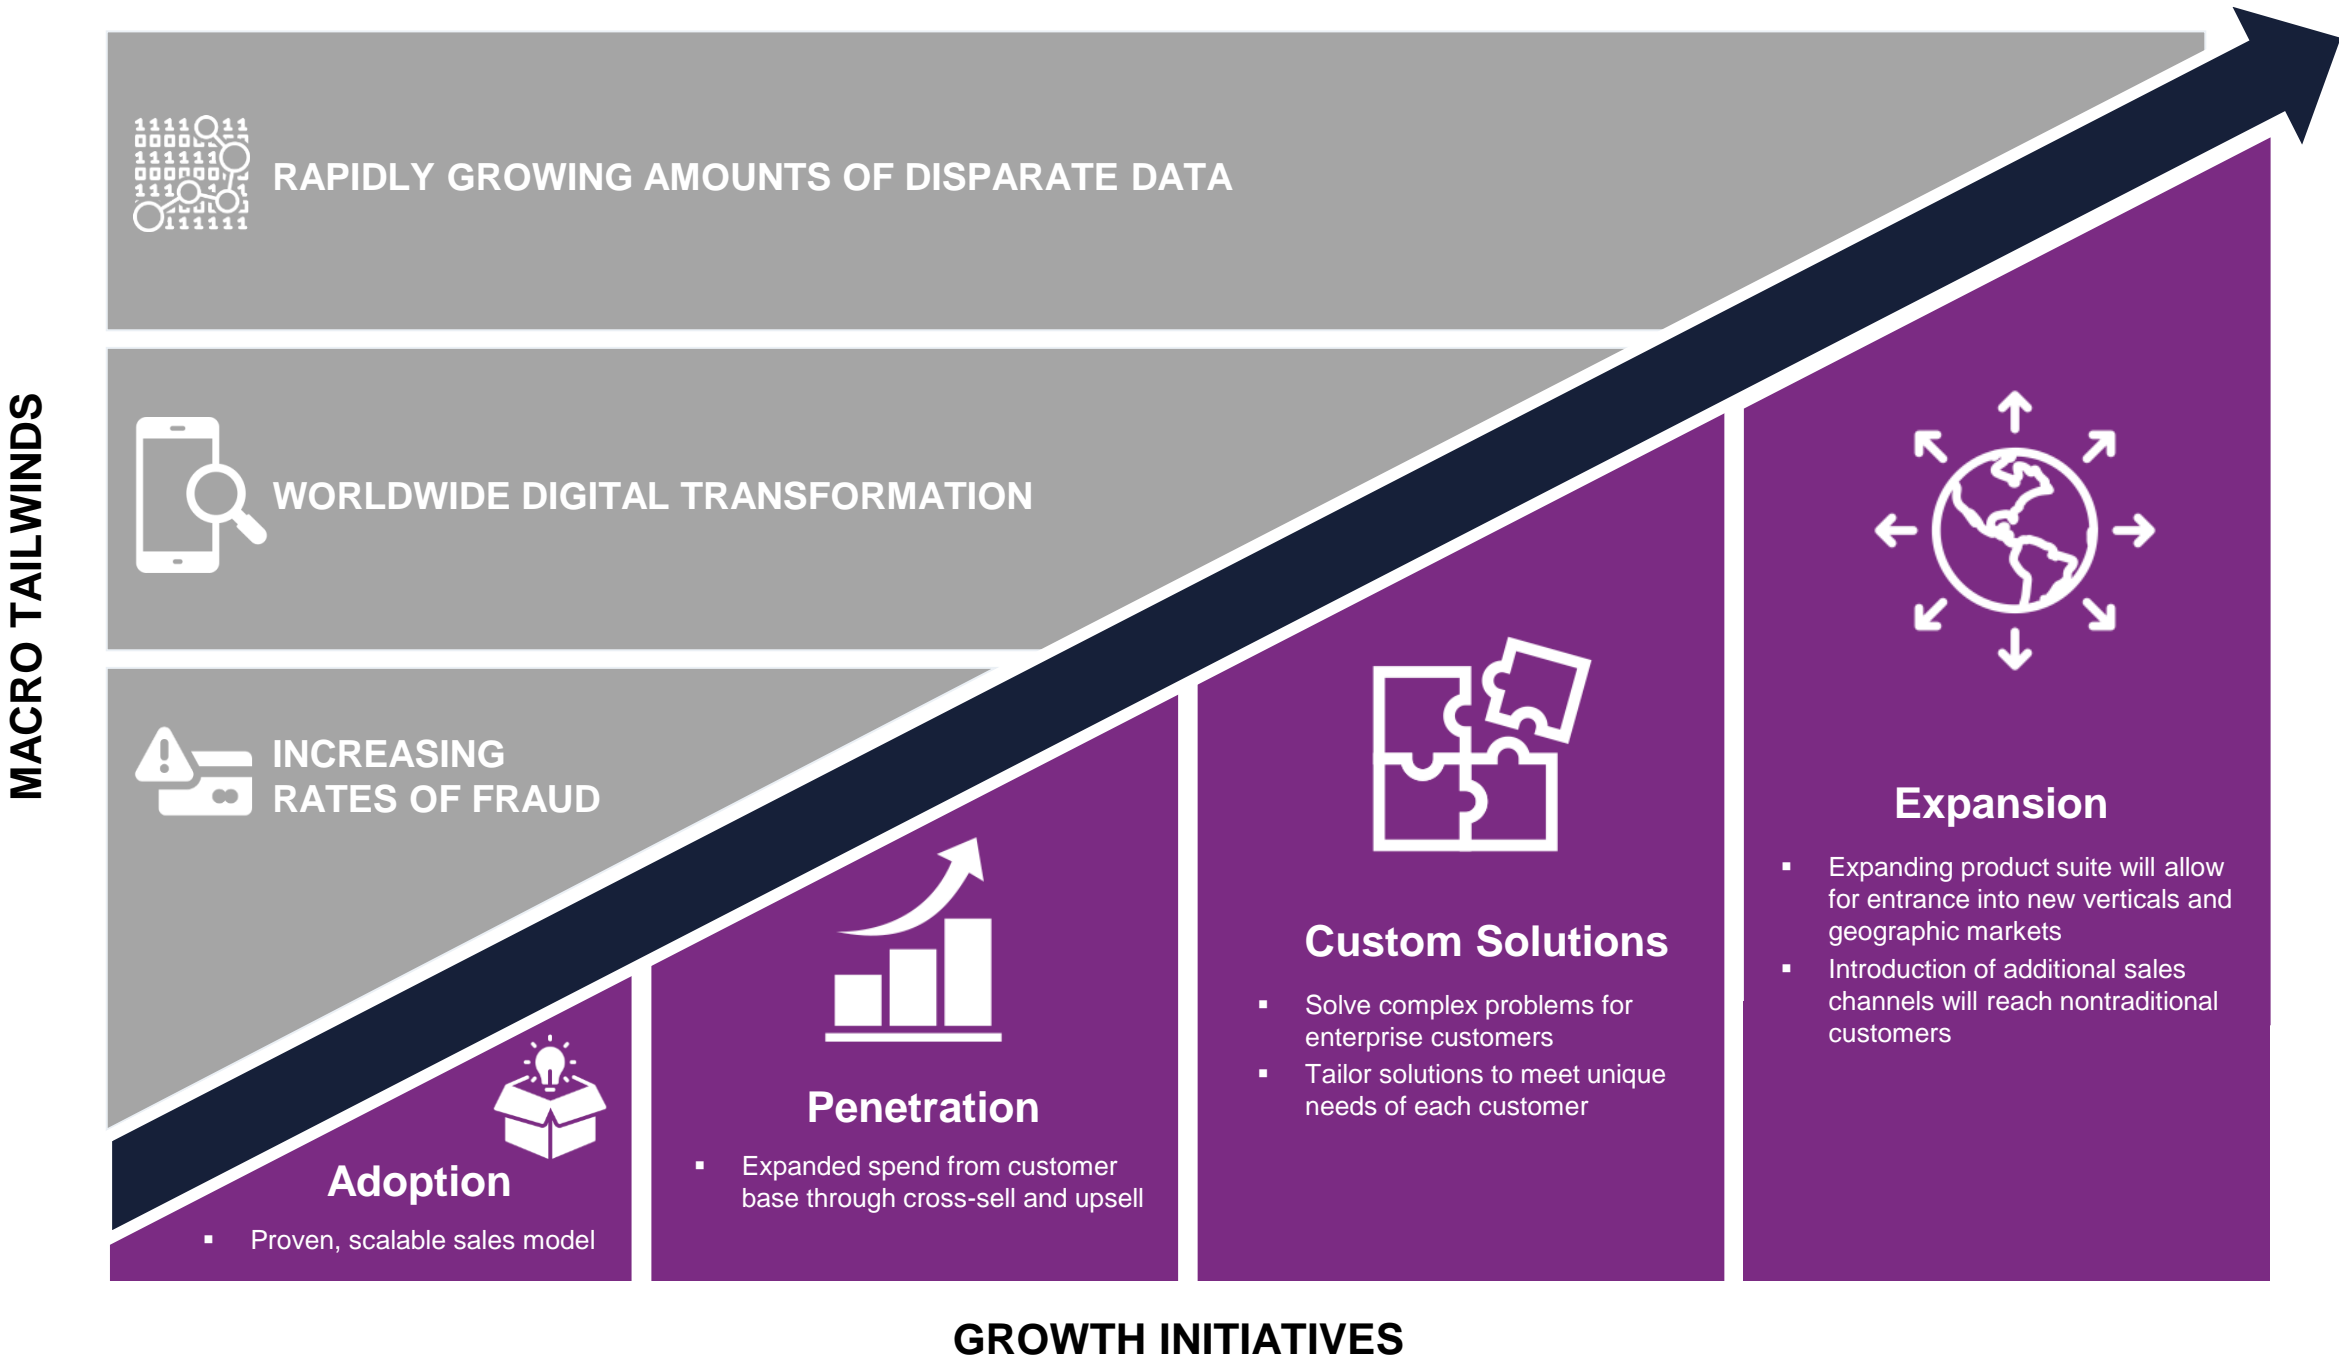 MACRO TAILWINDS
RAPIDLY GROWING AMOUNTS OF DISPARATE DATA
WORLDWIDE DIGITAL TRANSFORMATION
INCREASING
RATES OF FRAUD
Adoption
▪ Proven, scalable sales model
Penetration
▪ Expanded spend from customer
base through cross-sell and upsell
Custom Solutions
▪ Solve complex problems for
enterprise customers
▪ Tailor solutions to meet unique
needs of each customer
Expansion
▪ Expanding product suite will allow
for entrance into new verticals and
geographic markets
▪ Introduction of additional sales
channels will reach nontraditional
customers
GROWTH INITIATIVES